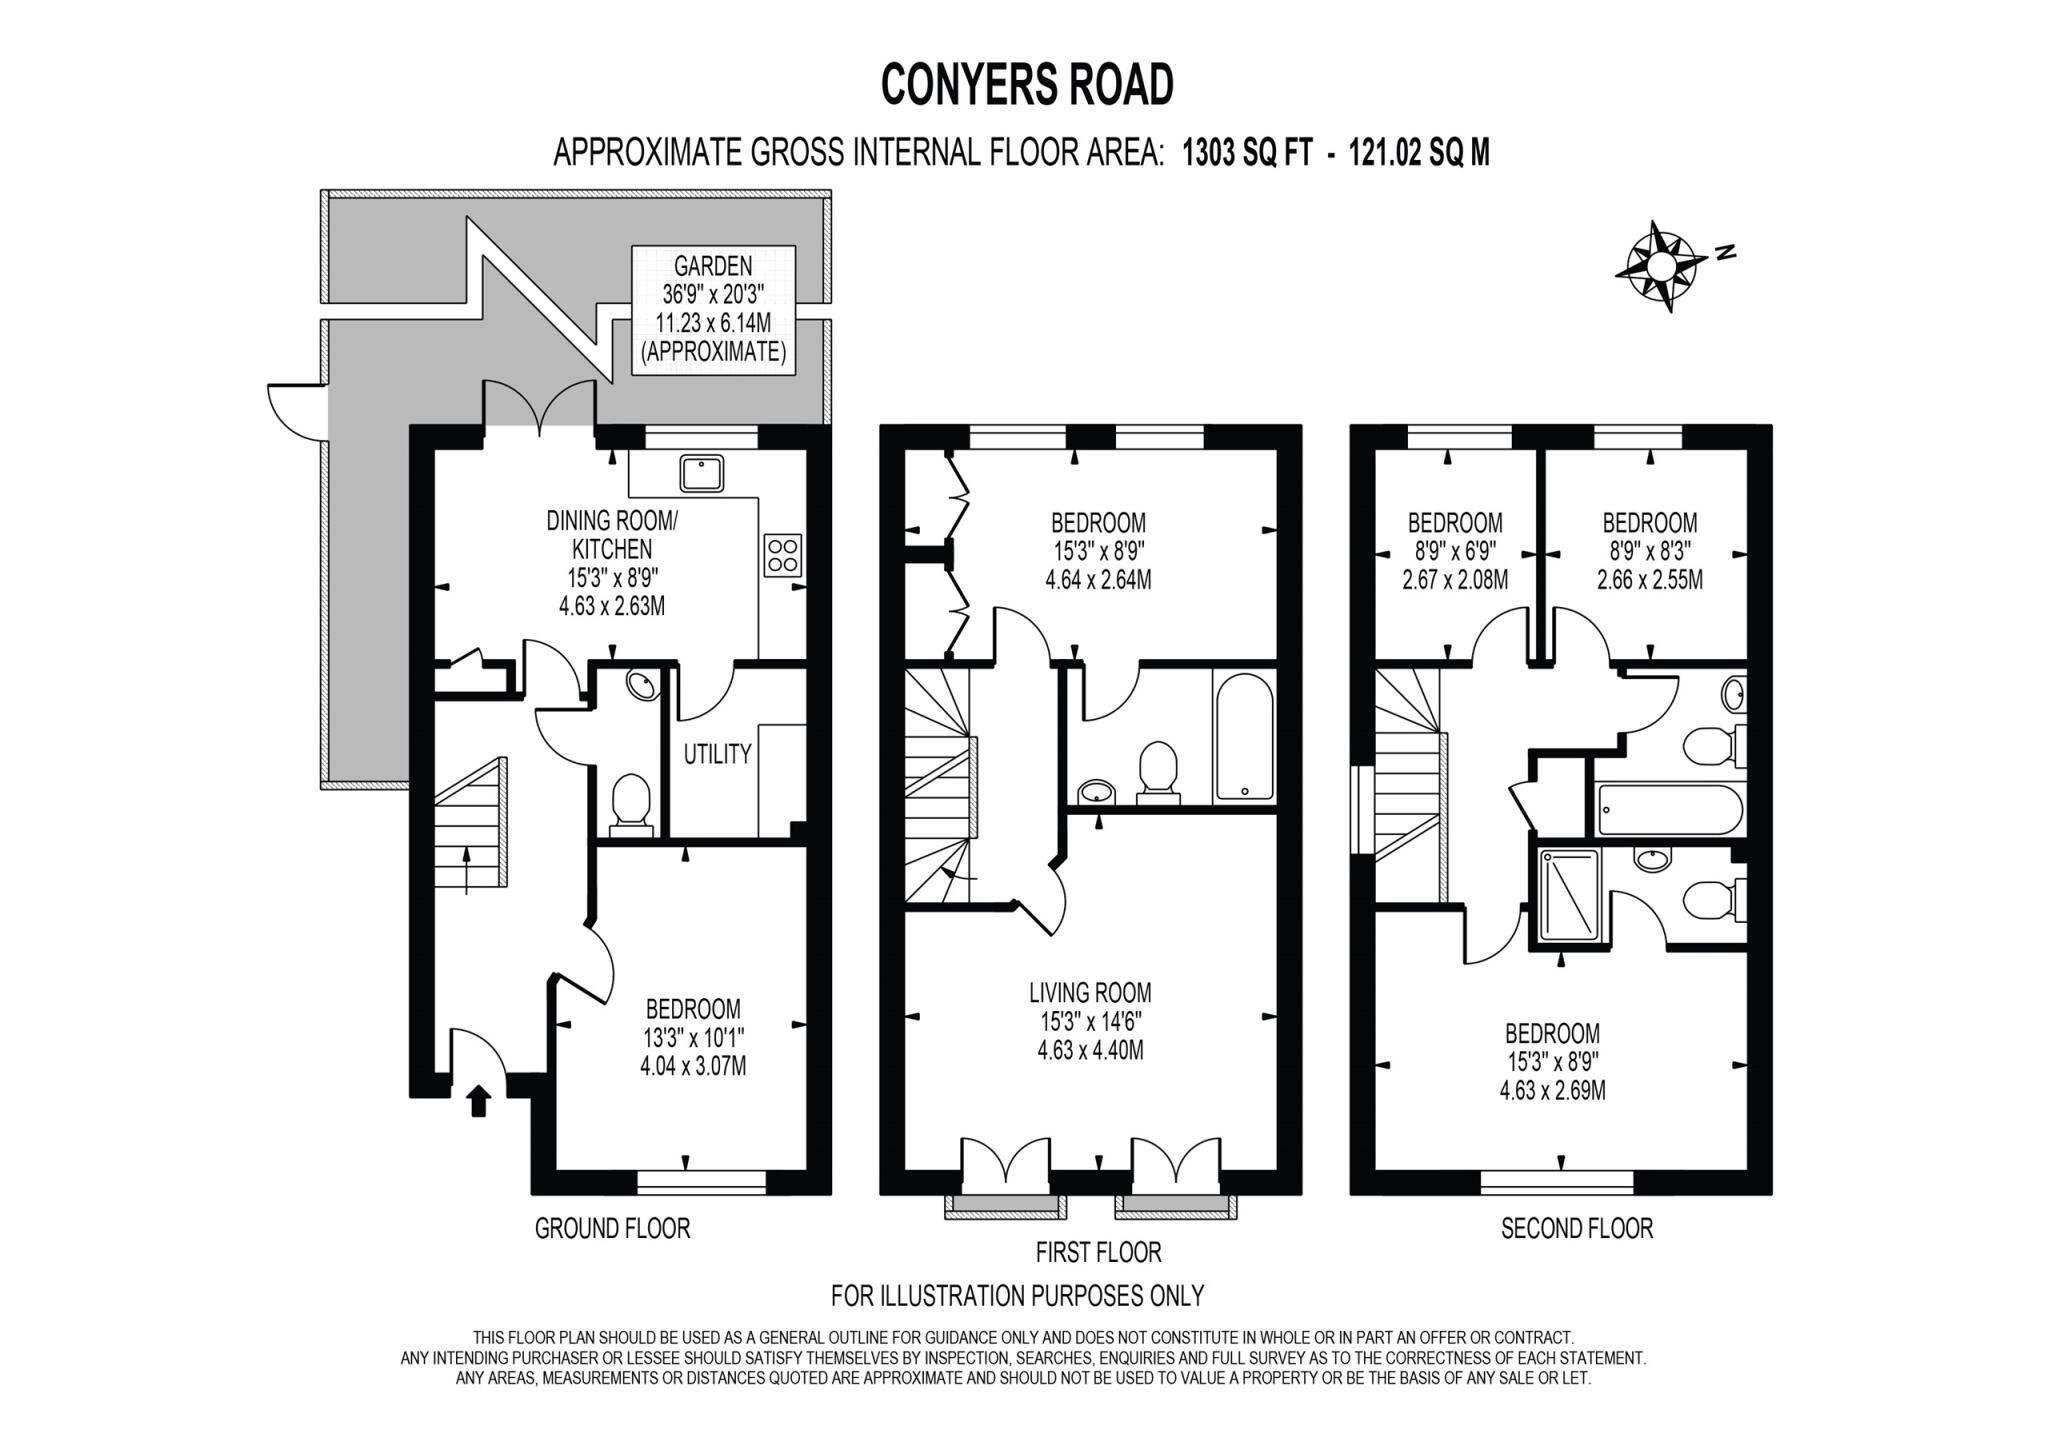 CONYERS ROAD
APPROXIMATE GROSS INTERNAL FLOOR AREA: 1303 SQ FT - 121.02 SQ M
N
GARDEN
36'9" x 20'3"
11.23 x 6.14M
(APPROXIMATE)
DINING ROOM/
KITCHEN
15'3" x 8'9"
4.63 x 2.63M
UTILITY
BEDROOM
13'3" x 10'1"
4.04 x 3.07M
GROUND FLOOR
BEDROOM
15'3" x 8'9"
4.64 x 2.64M
LIVING ROOM
15'3" x 14'6"
4.63 x 4.40M
FIRST FLOOR
BEDROOM
8'9" x 6'9"
2.67 x 2.08M
BEDROOM
8'9" x 8'3"
2.66 x 2.55M
BEDROOM
15'3" x 8'9"
4.63 x 2.69M
SECOND FLOOR
FOR ILLUSTRATION PURPOSES ONLY
THIS FLOOR PLAN SHOULD BE USED AS A GENERAL OUTLINE FOR GUIDANCE ONLY AND DOES NOT CONSTITUTE IN WHOLE OR IN PART AN OFFER OR CONTRACT.
ANY INTENDING PURCHASER OR LESSEE SHOULD SATISFY THEMSELVES BY INSPECTION, SEARCHES, ENQUIRIES AND FULL SURVEY AS TO THE CORRECTNESS OF EACH STATEMENT.
ANY AREAS, MEASUREMENTS OR DISTANCES QUOTED ARE APPROXIMATE AND SHOULD NOT BE USED TO VALUE A PROPERTY OR BE THE BASIS OF ANY SALE OR LET.